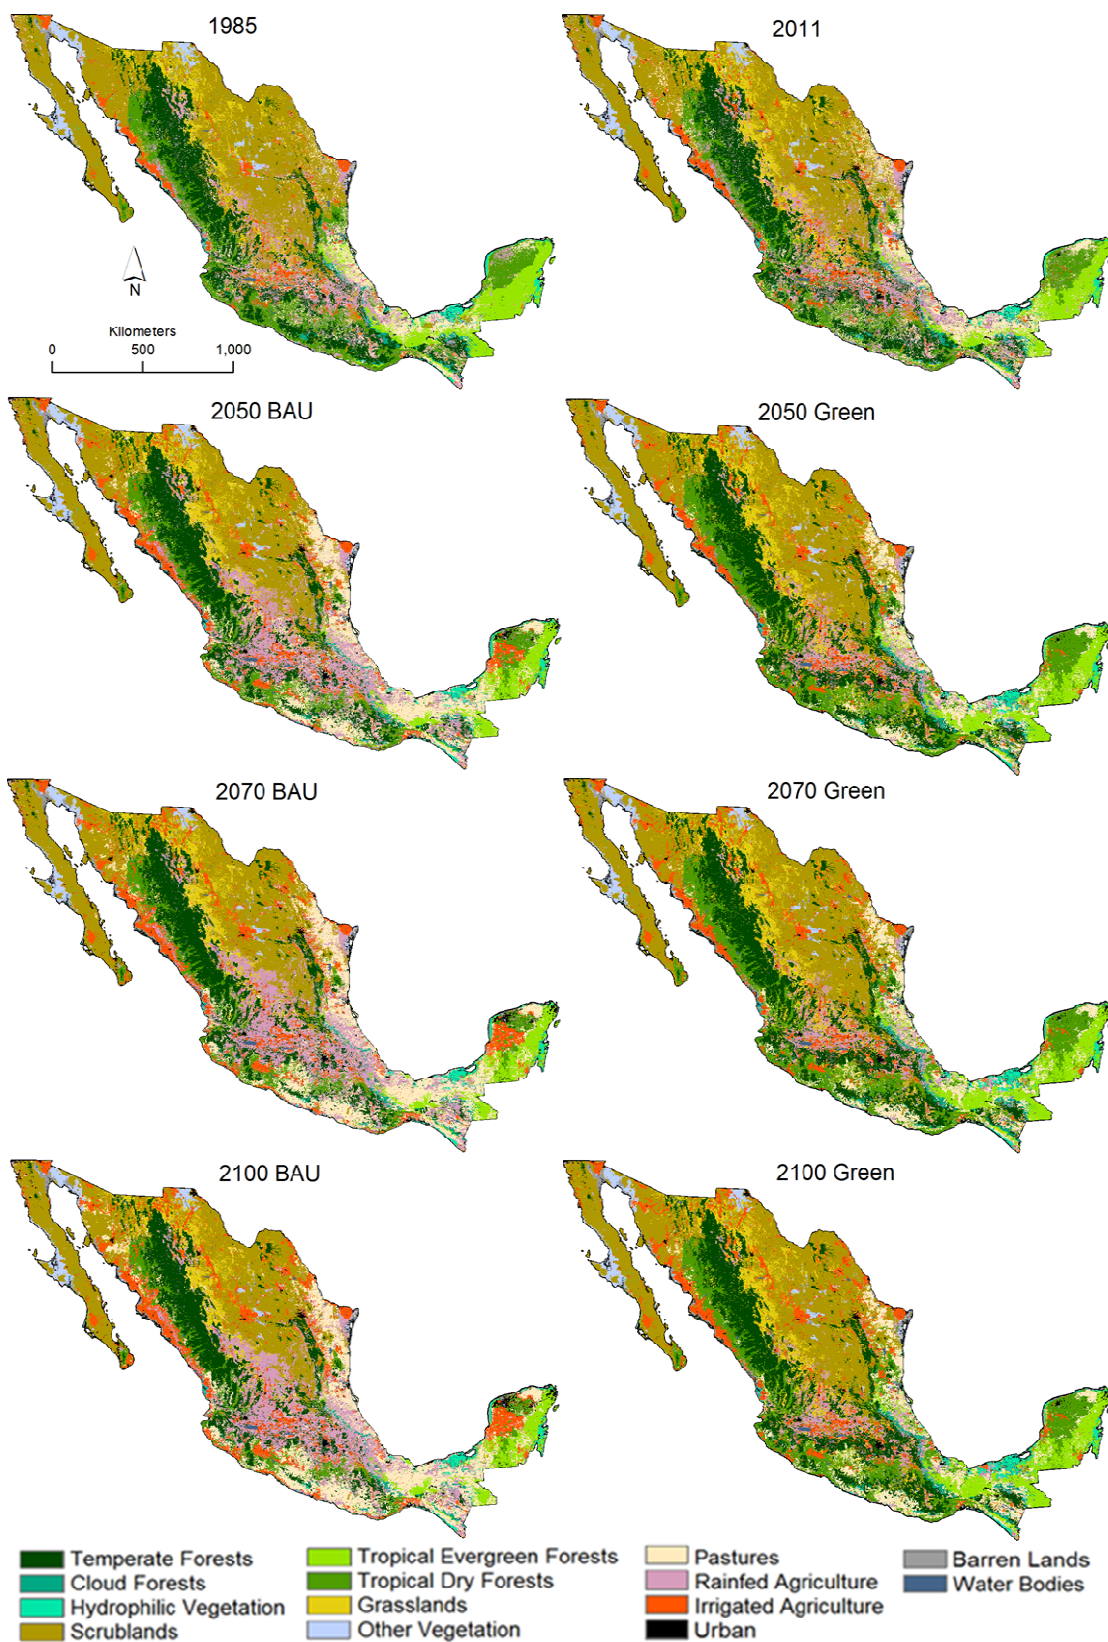 1985
2011
N
Kilometers
0 500 1,000
2050 BAU
2050 Green
2070 BAU
2070 Green
2100 BAU
2100 Green
Temperate Forests
Cloud Forests
Hydrophilic Vegetation
Scrublands
Tropical Evergreen Forests
Tropical Dry Forests
Grasslands
Other Vegetation
Pastures
Rainfed Agriculture
Irrigated Agriculture
Urban
Barren Lands
Water Bodies